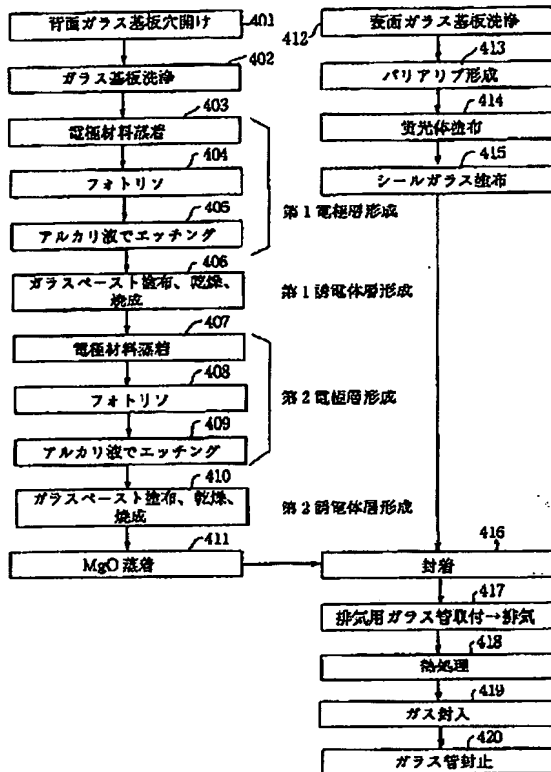 背面ガラス基板穴開け
401
402
ガラス基板洗浄
403
電極材料蒸着
404
フォトリソ
405
アルカリ液でエッチング
第1電極層形成
406
ガラスペースト塗布、乾燥、
焼成
第1誘電体層形成
407
電極材料蒸着
408
フォトリソ
409
アルカリ液でエッチング
第2電極層形成
410
ガラスペースト塗布、乾燥、
焼成
第2誘電体層形成
411
MgO 蒸着
412
表面ガラス基板洗浄
413
バリアリブ形成
414
蛍光体塗布
415
シールガラス塗布
416
封着
417
排気用ガラス管取付→排気
418
熱処理
419
ガス封入
420
ガラス管封止